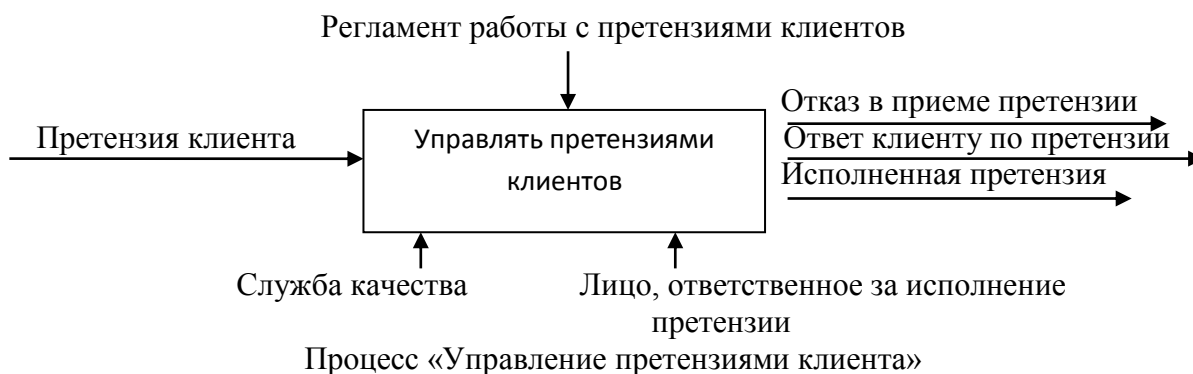 Регламент работы с претензиями клиентов
Претензия клиента
Управлять претензиями
клиентов
Отказ в приеме претензии
Ответ клиенту по претензии
Исполненная претензия
Служба качества
Лицо, ответственное за исполнение
претензии
Процесс «Управление претензиями клиента»